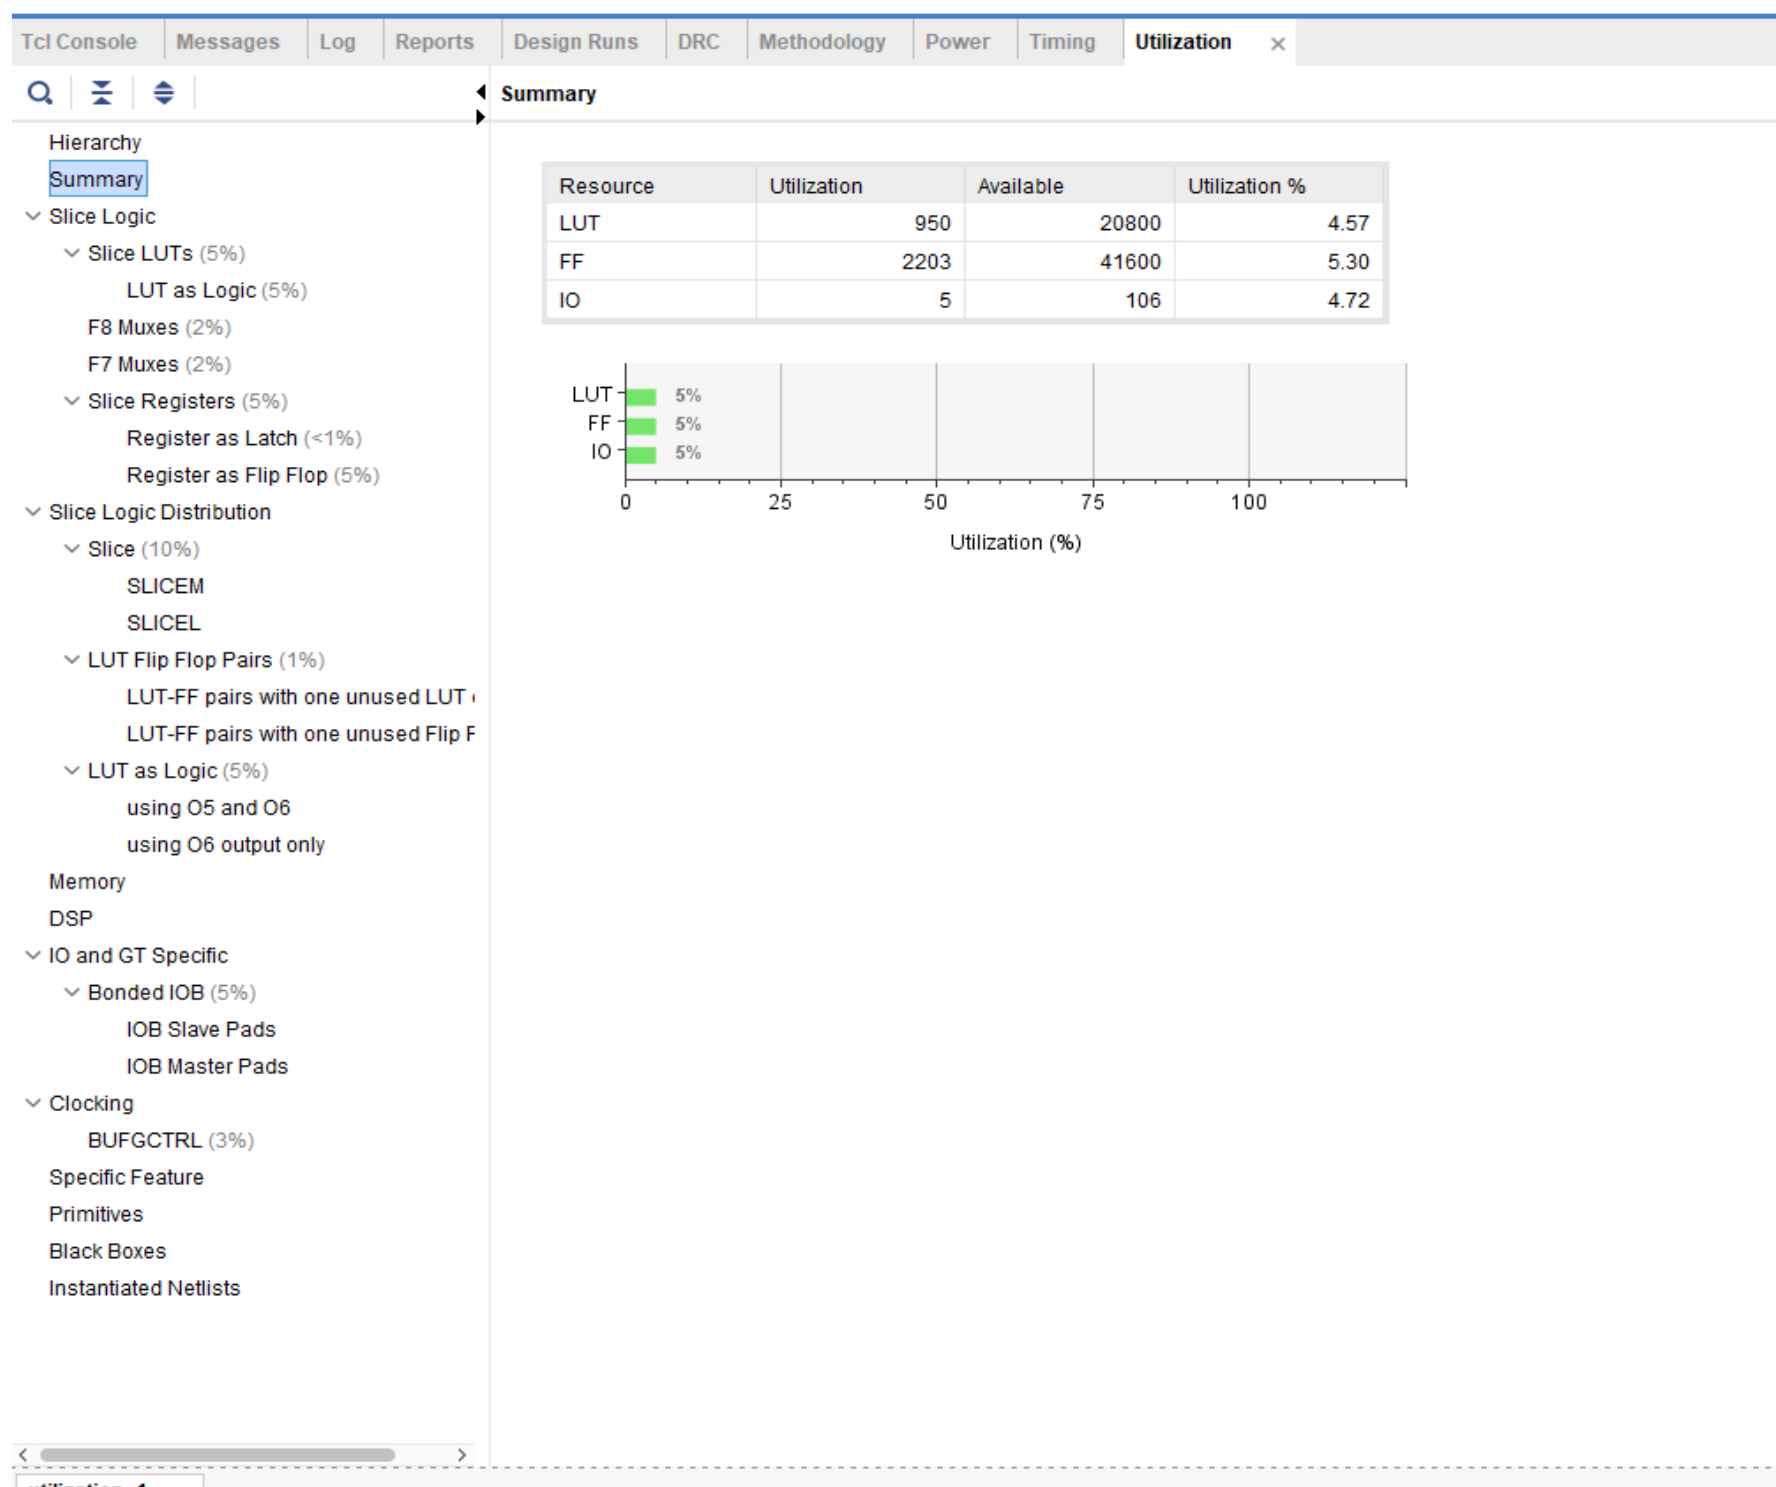 Tcl Console Messages Log Reports Design Runs DRC Methodology Power Timing Utilization
Summary
Hierarchy
Summary
Slice Logic
Slice LUTs (5%)
LUT as Logic (5%)
F8 Muxes (2%)
F7 Muxes (2%)
Slice Registers (5%)
Register as Latch (<1%)
Register as Flip Flop (5%)
Slice Logic Distribution
Slice (10%)
SLICEM
SLICEL
LUT Flip Flop Pairs (1%)
LUT-FF pairs with one unused LUT
LUT-FF pairs with one unused Flip F
LUT as Logic (5%)
using O5 and O6
using O6 output only
Memory
DSP
IO and GT Specific
Bonded IOB (5%)
IOB Slave Pads
IOB Master Pads
Clocking
BUFGCTRL (3%)
Specific Feature
Primitives
Black Boxes
Instantiated Netlists
Resource Utilization Available Utilization %
LUT 950 20800 4.57
FF 2203 41600 5.30
IO 5 106 4.72
LUT 5%
FF 5%
IO 5%
0 25 50 75 100
Utilization (%)